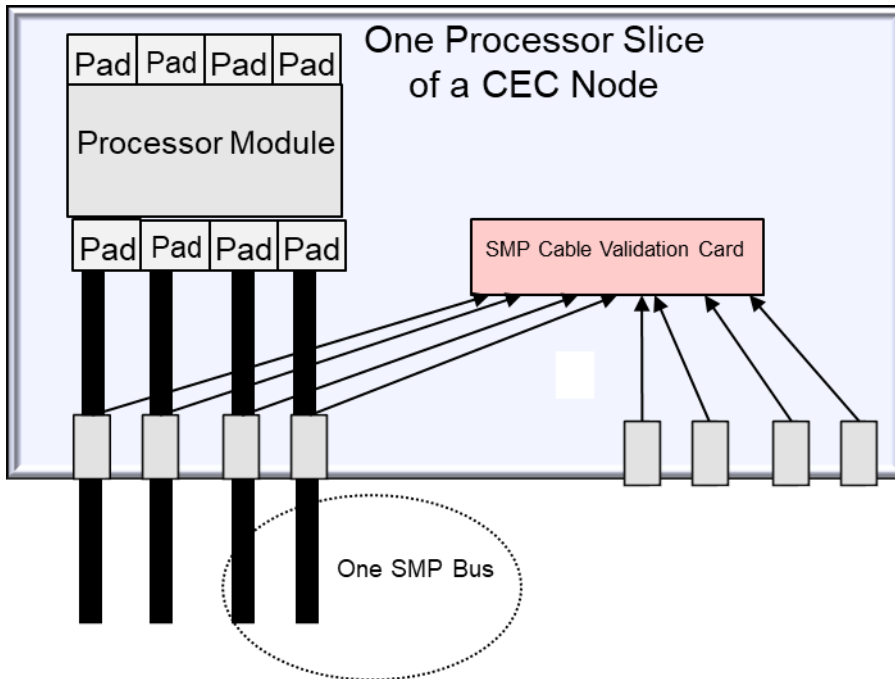 One Processor Slice
of a CEC Node
Pad Pad Pad Pad
Processor Module
Pad Pad Pad Pad
SMP Cable Validation Card
One SMP Bus